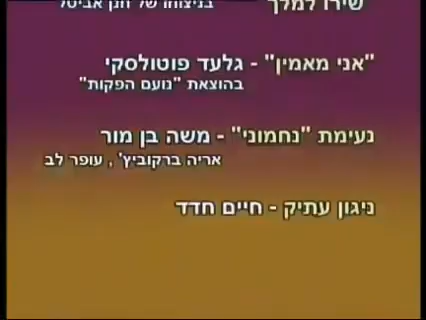 שירו למלך
בניצוחו של חנן אביטל
"אני מאמין" - גלעד פוטולסקי
בהוצאת "נועם הפקות"
נעימת "נחמוני" - משה בן מור
אריה ברקוביץ', עופר לב
ניגון עתיק - חיים חדד